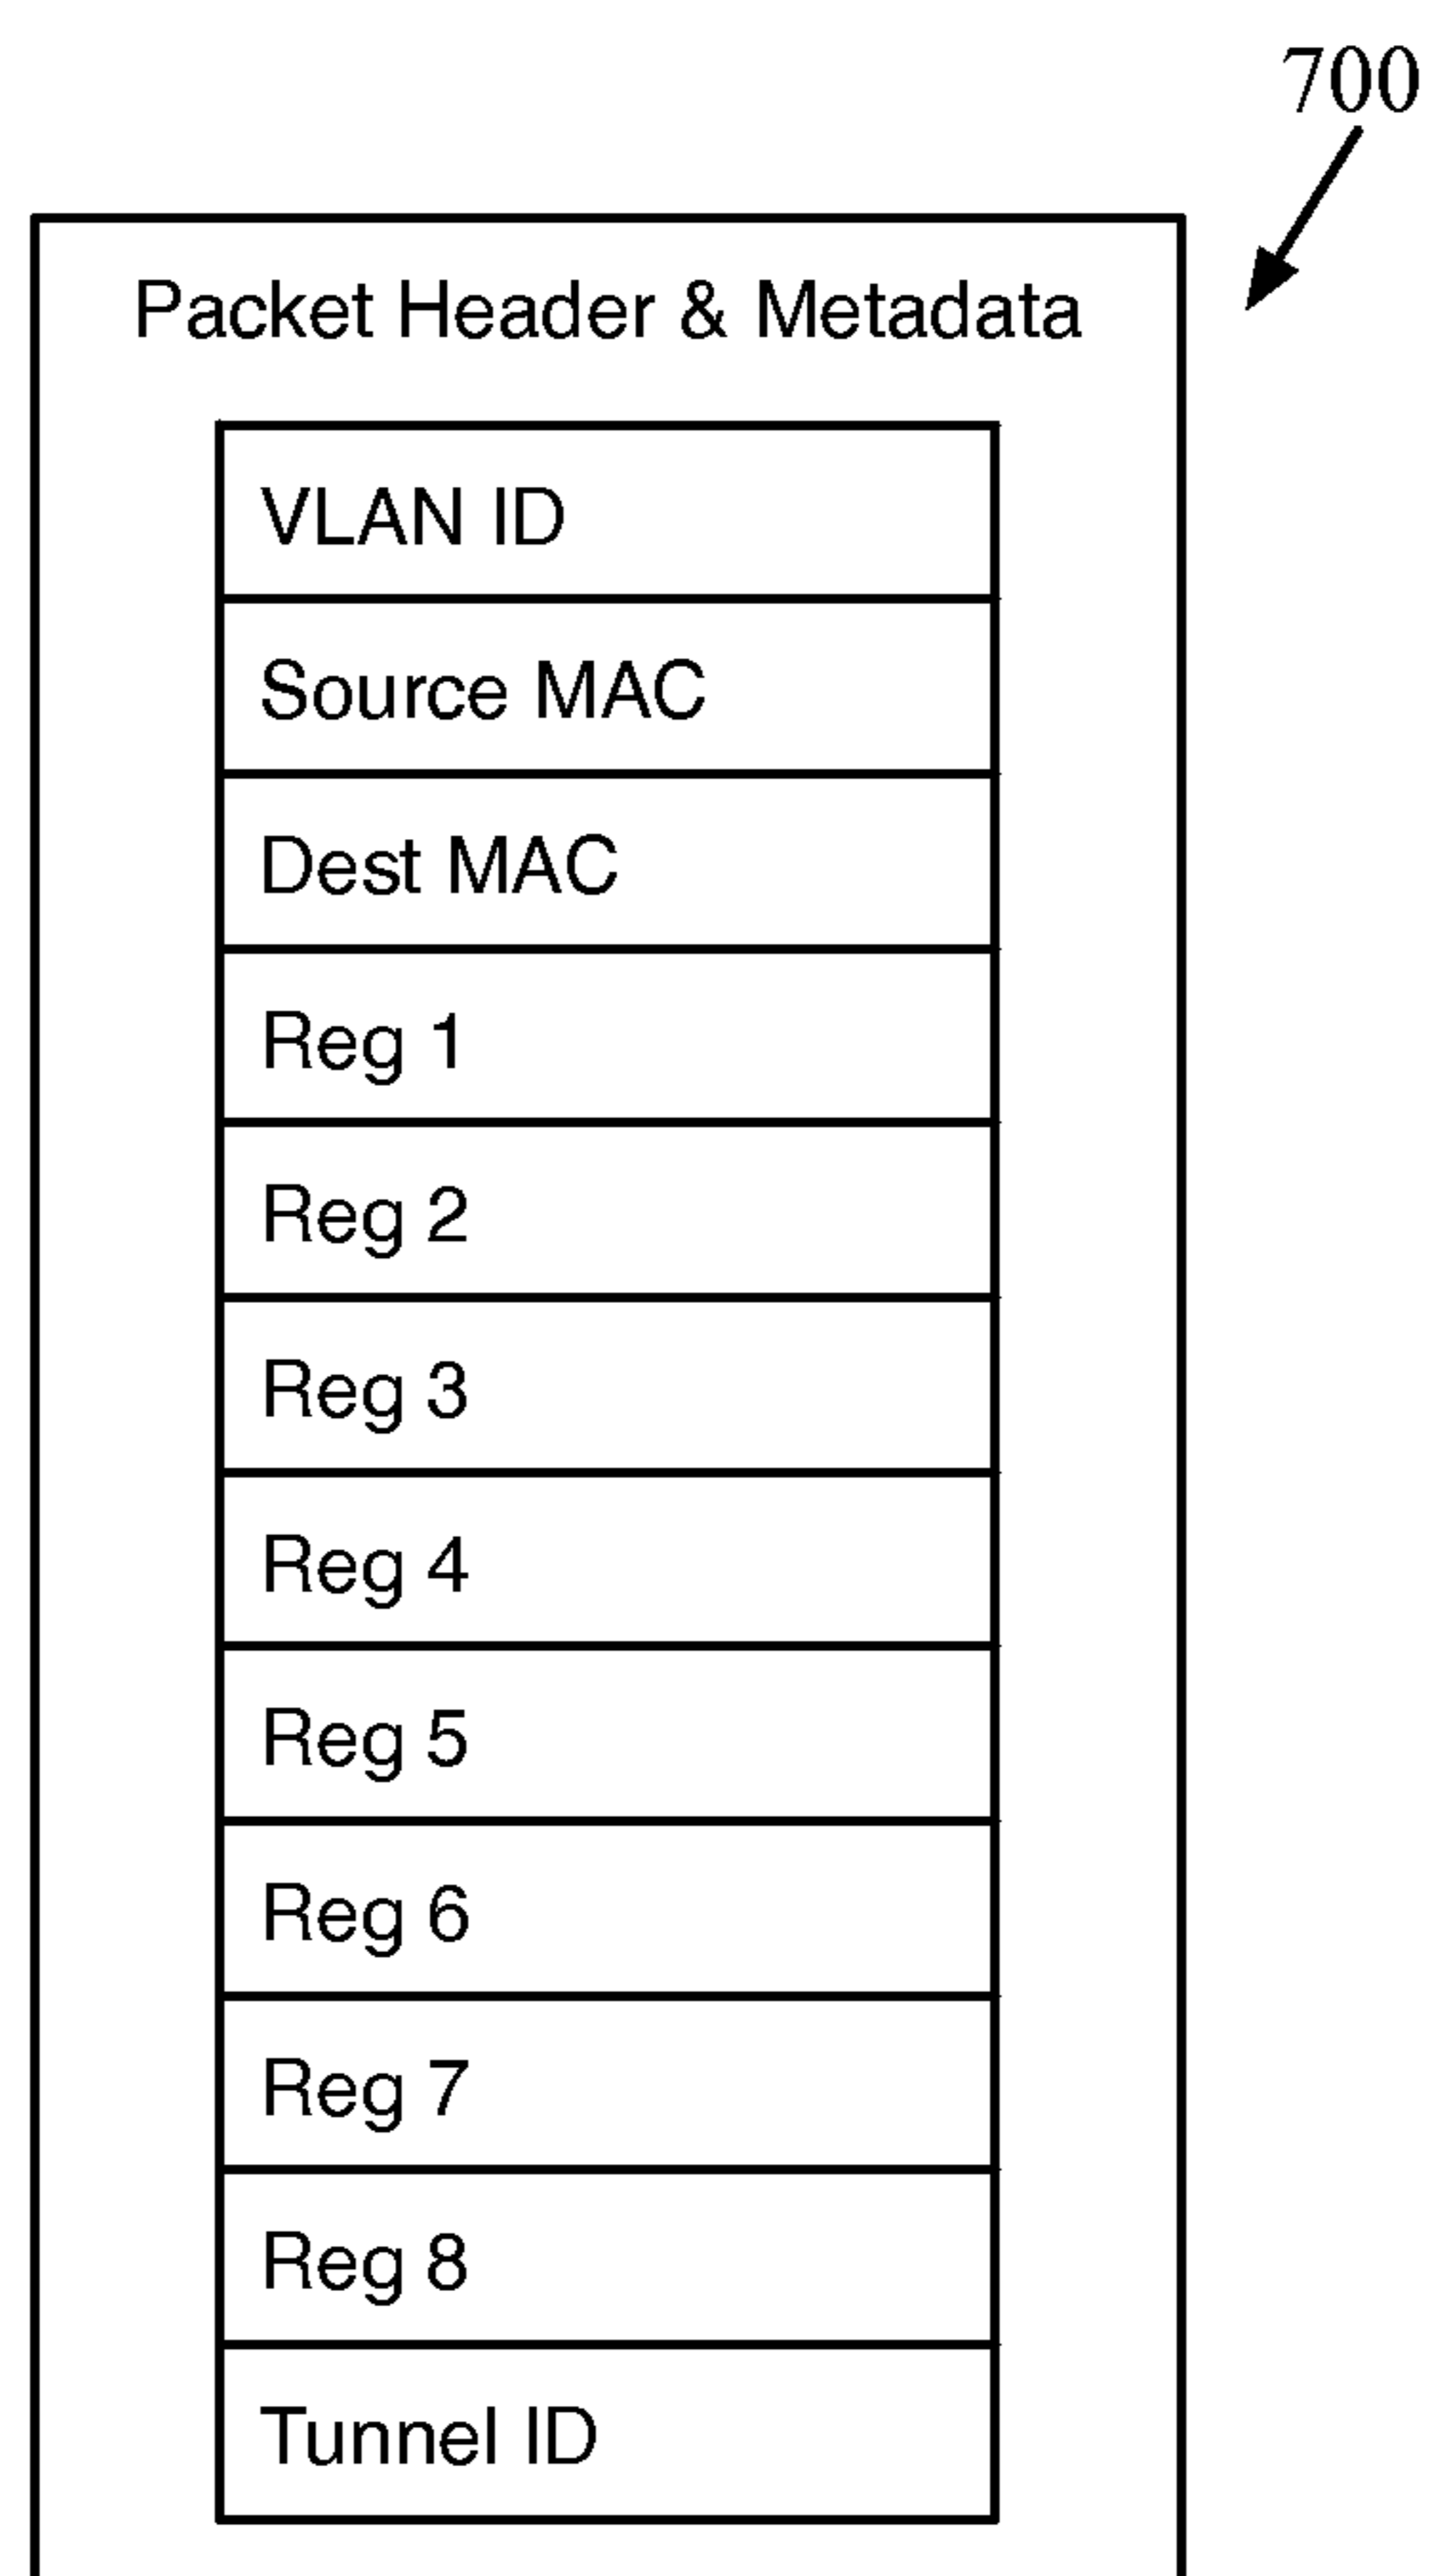 700
Packet Header & Metadata
VLAN ID
Source MAC
Dest MAC
Reg 1
Reg 2
Reg 3
Reg 4
Reg 5
Reg 6
Reg 7
Reg 8
Tunnel ID